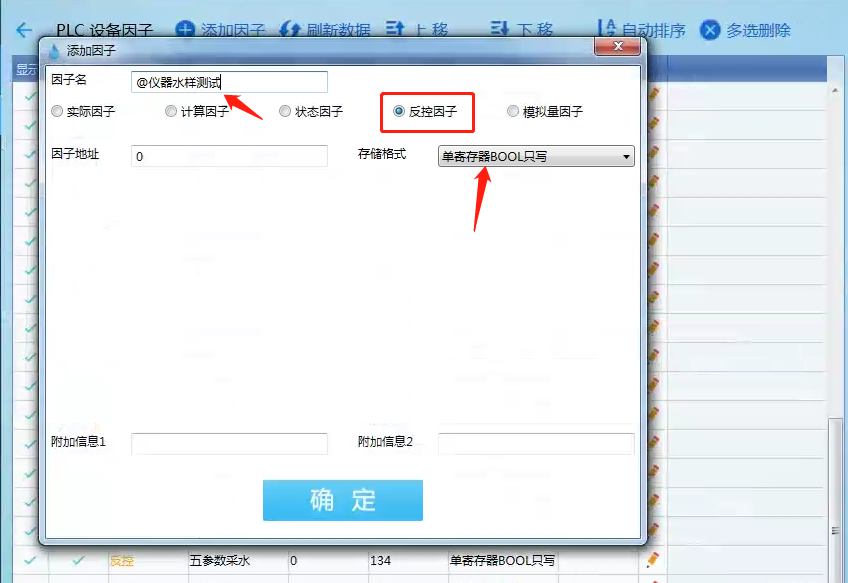 PLC 设备因子 添加因子 刷新数据 上 移 下 移 自动排序 多选删除
添加因子
显示
因子名 @仪器水样测试
实际因子 计算因子 状态因子 反控因子 模拟量因子
因子地址 0 存储格式 单寄存器BOOL只写
附加信息1 附加信息2
确 定
反控 五参数采水 0 134 单寄存器BOOL只写